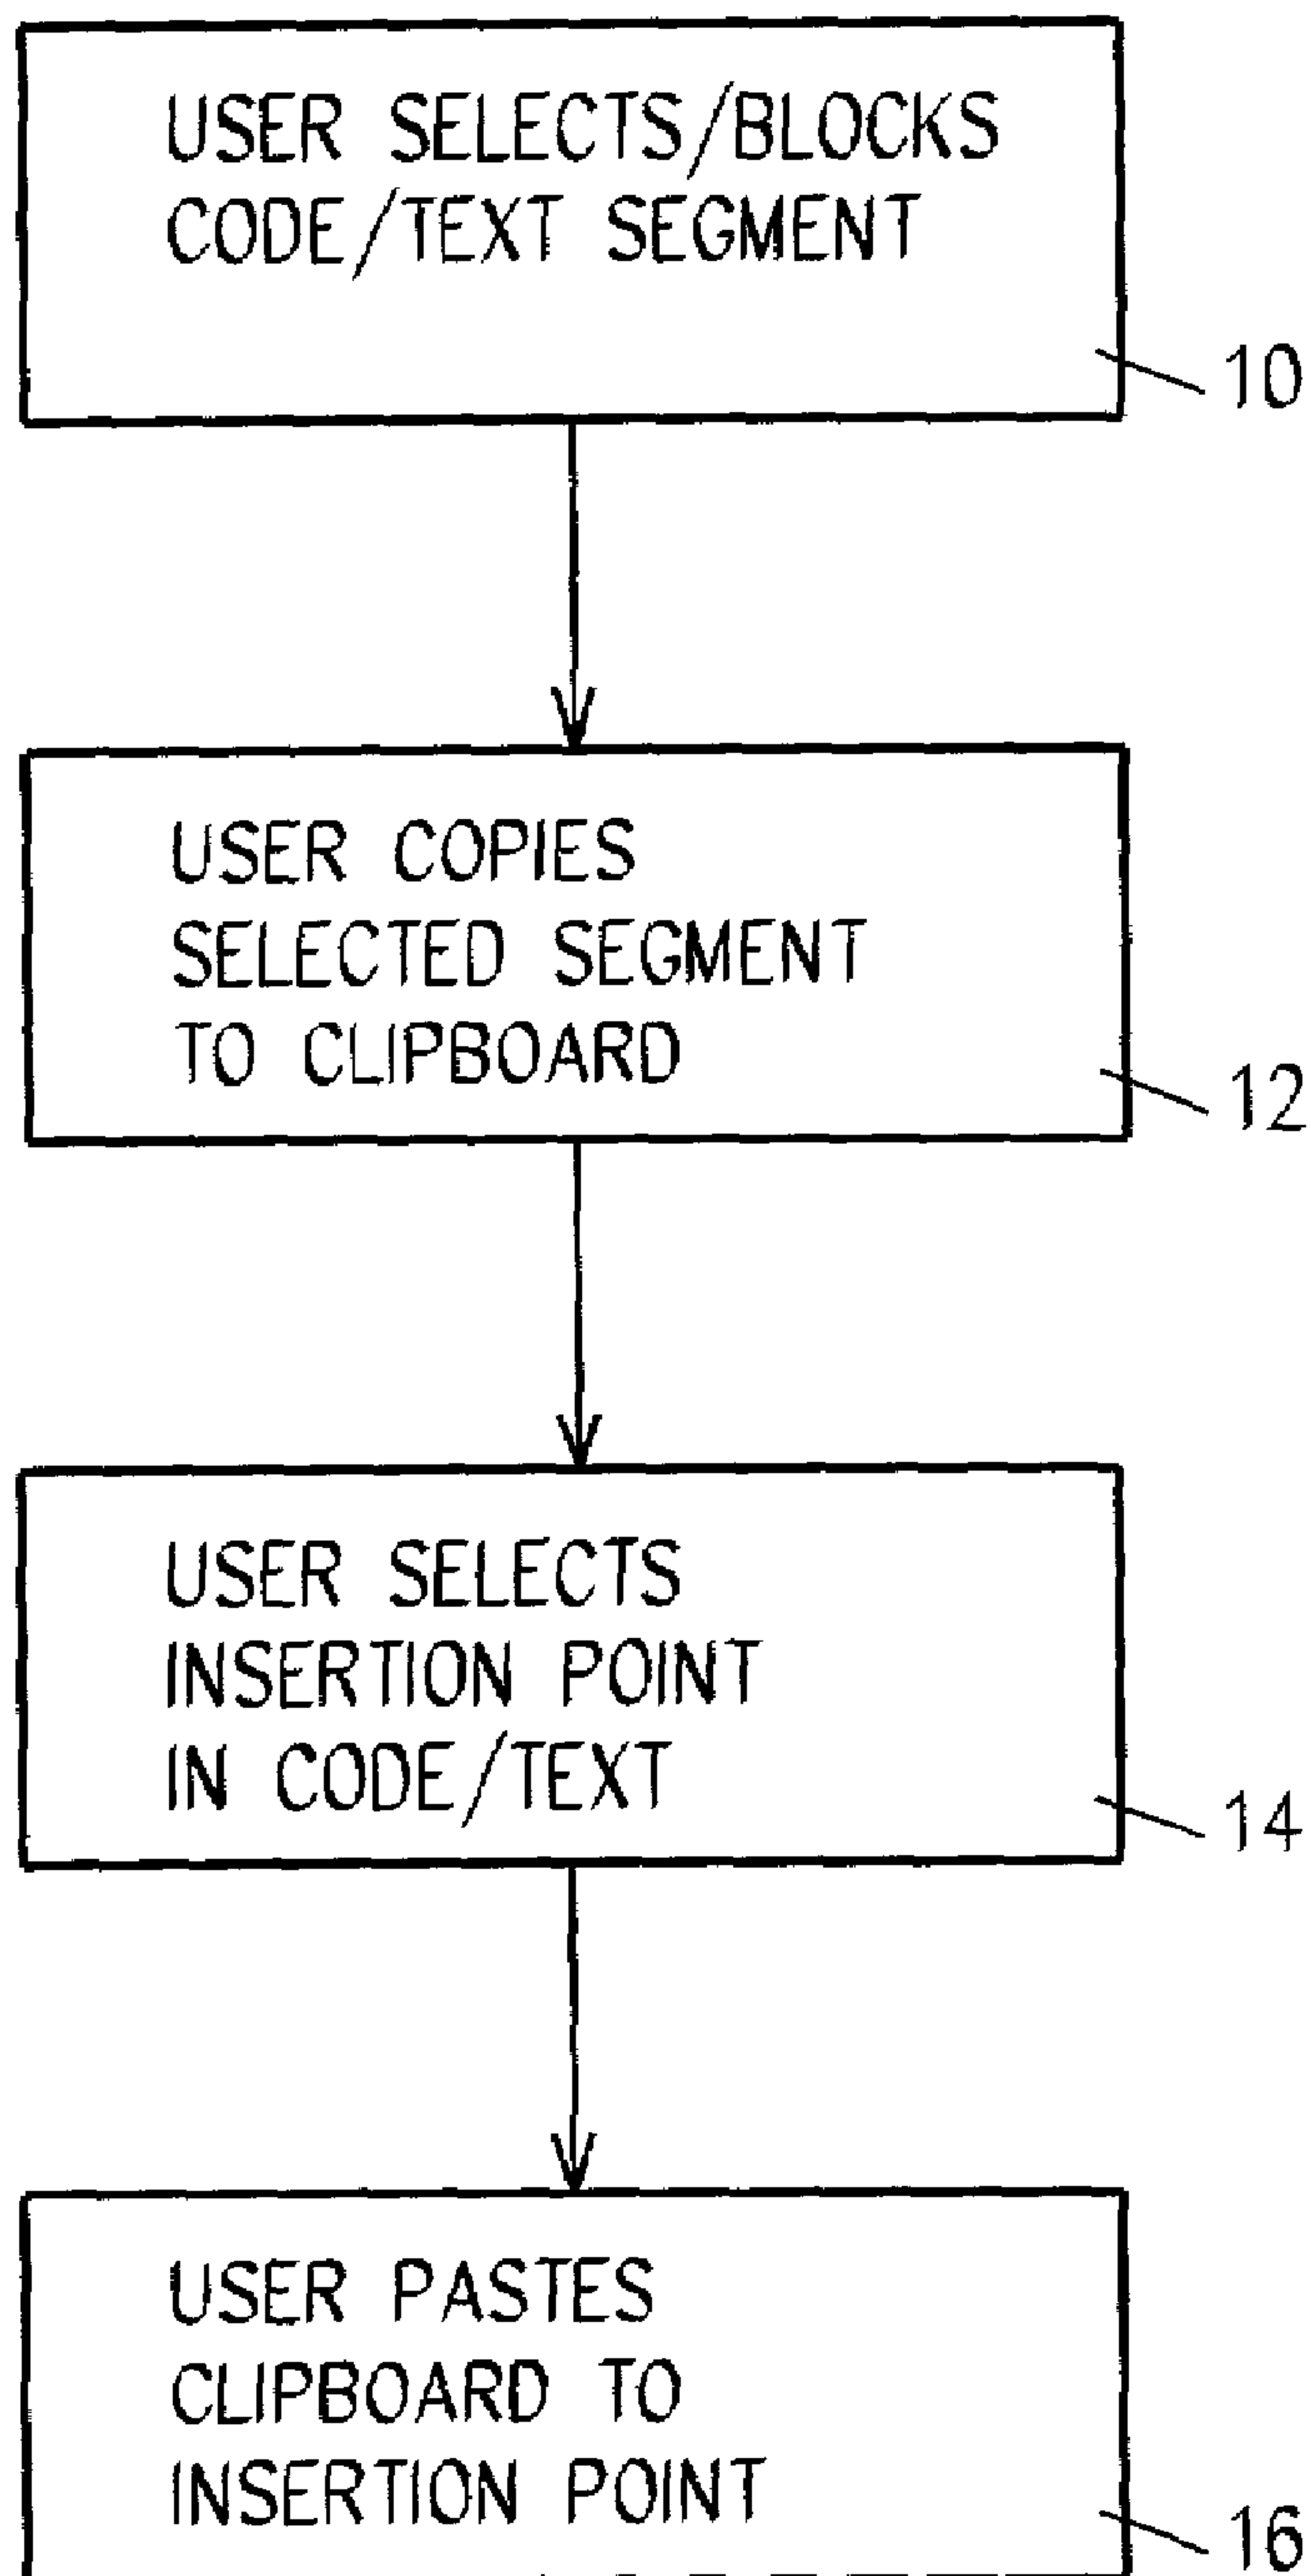 USER SELECTS/BLOCKS
CODE/TEXT SEGMENT
10
USER COPIES
SELECTED SEGMENT
TO CLIPBOARD
12
USER SELECTS
INSERTION POINT
IN CODE/TEXT
14
USER PASTES
CLIPBOARD TO
INSERTION POINT
16